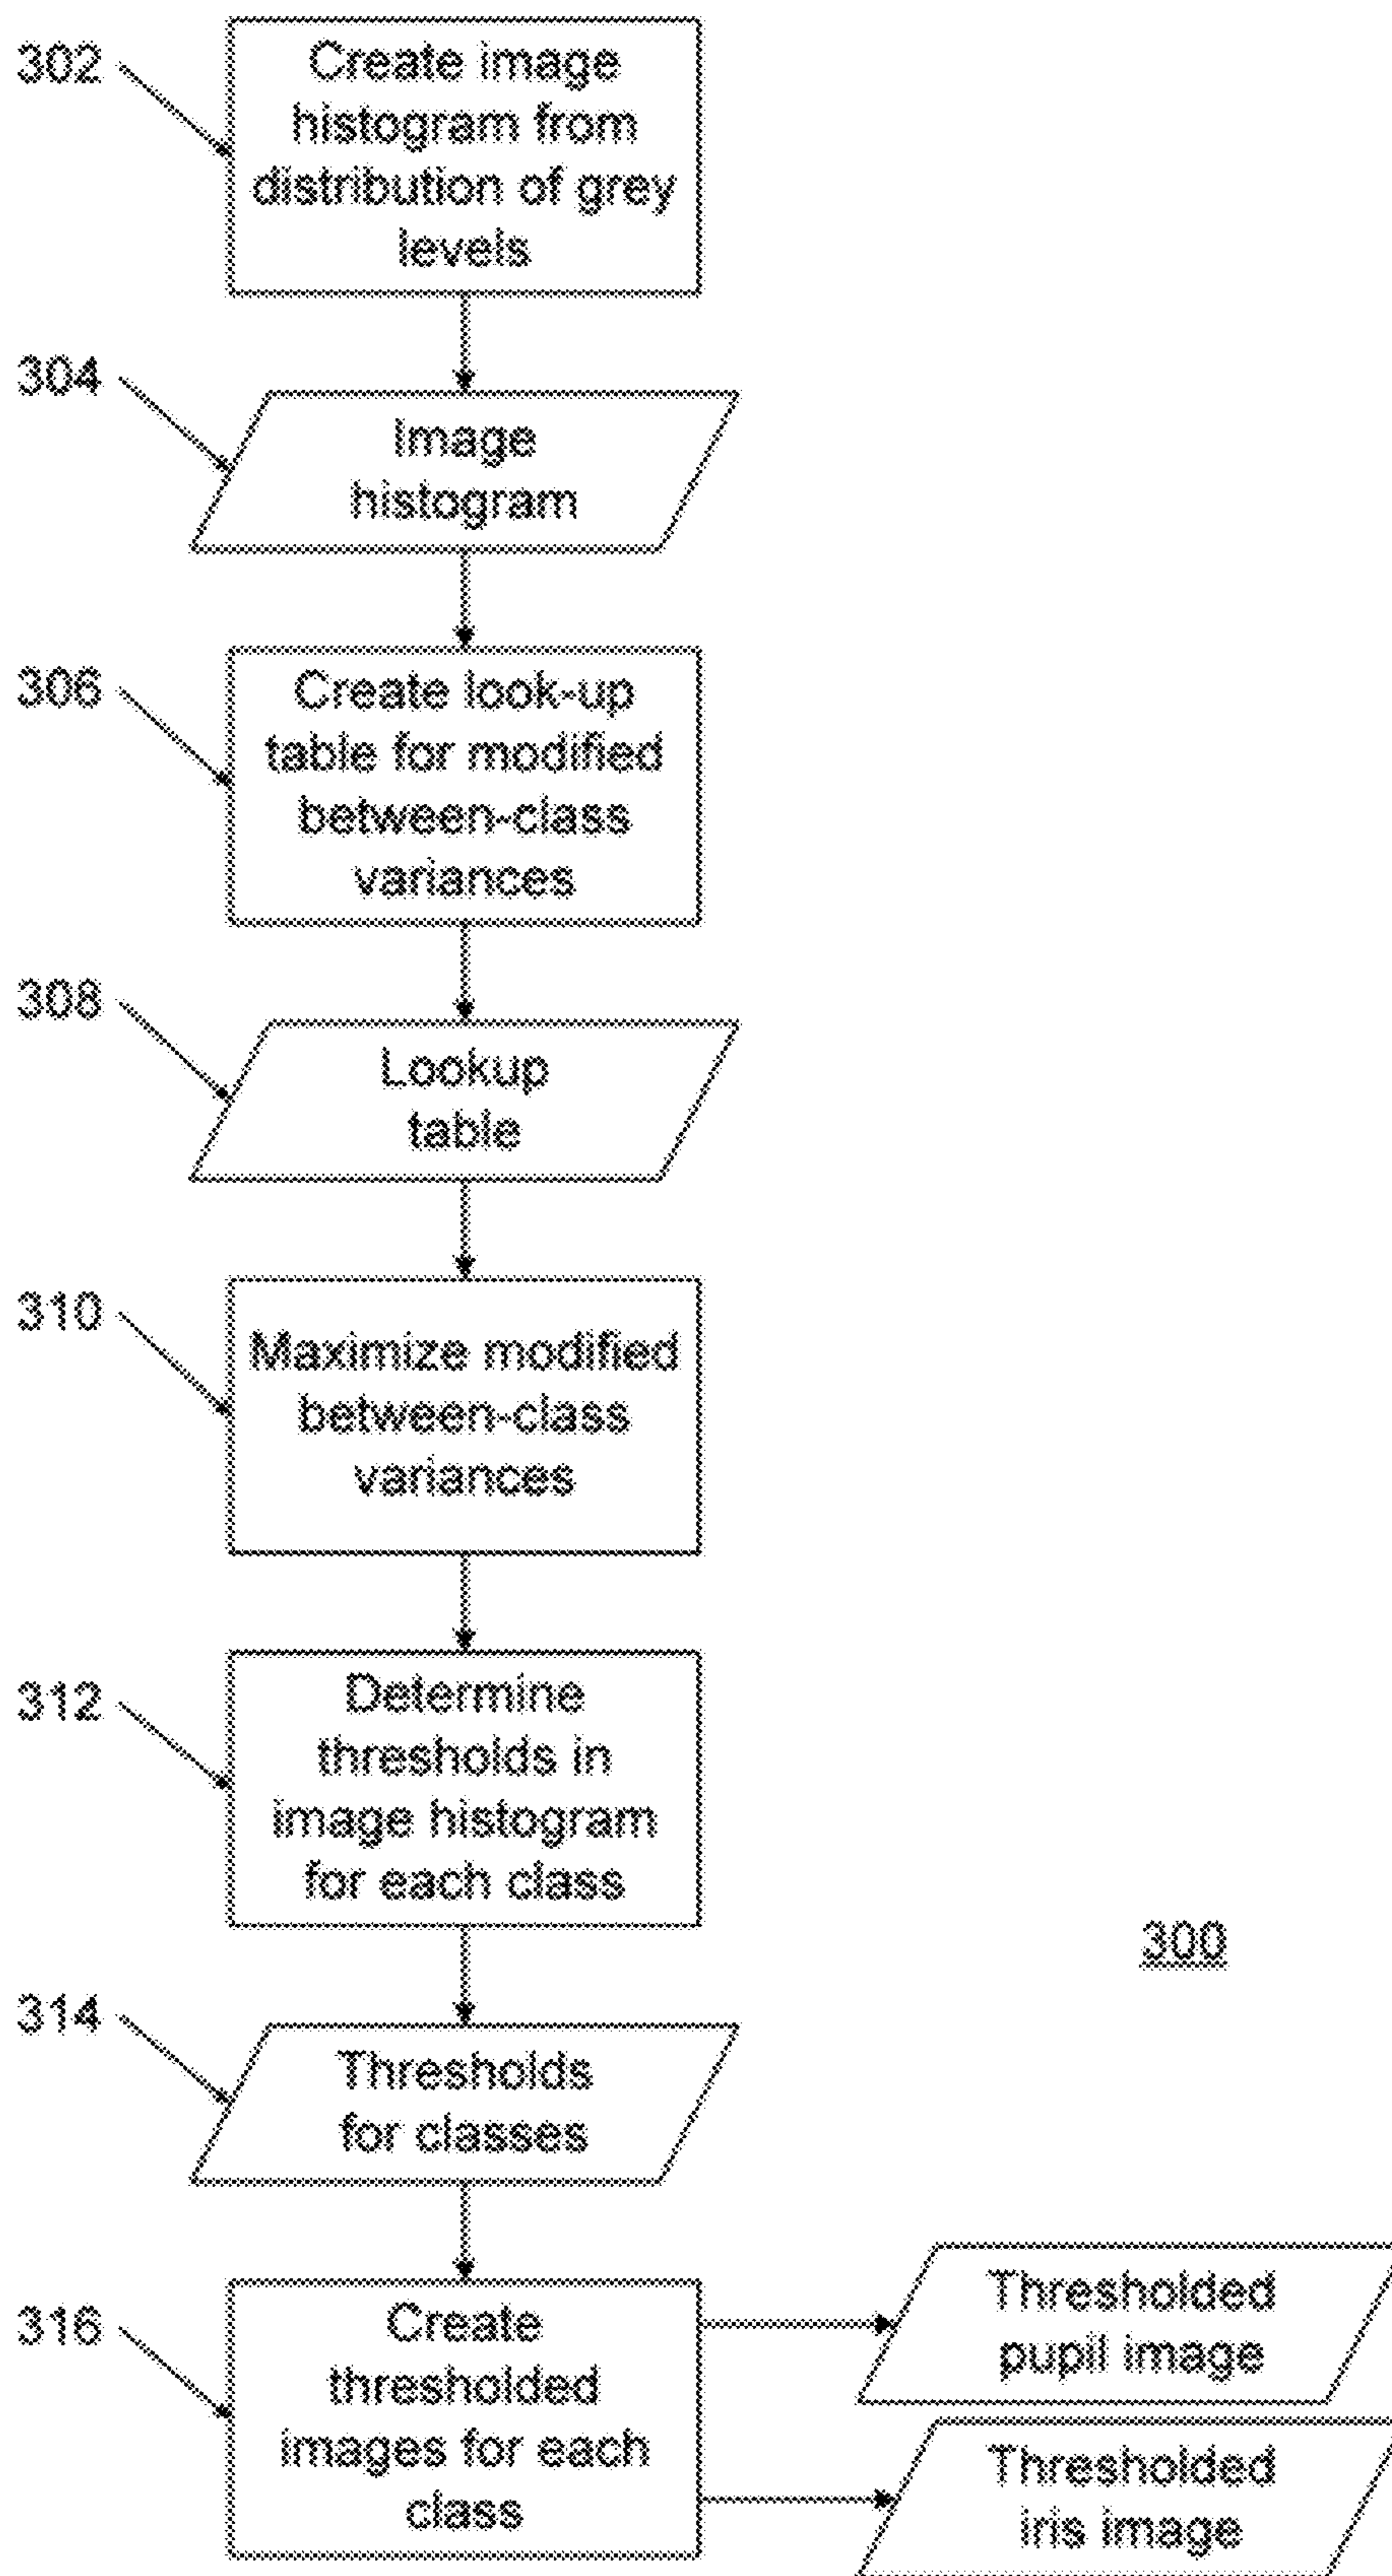 302
Create image
histogram from
distribution of grey
levels
304
Image
histogram
306
Create look-up
table for modified
between-class
variances
308
Lookup
table
310
Maximize modified
between-class
variances
312
Determine
thresholds in
image histogram
for each class
300
314
Thresholds
for classes
316
Create
thresholded
images for each
class
Thresholded
pupil image
Thresholded
iris image